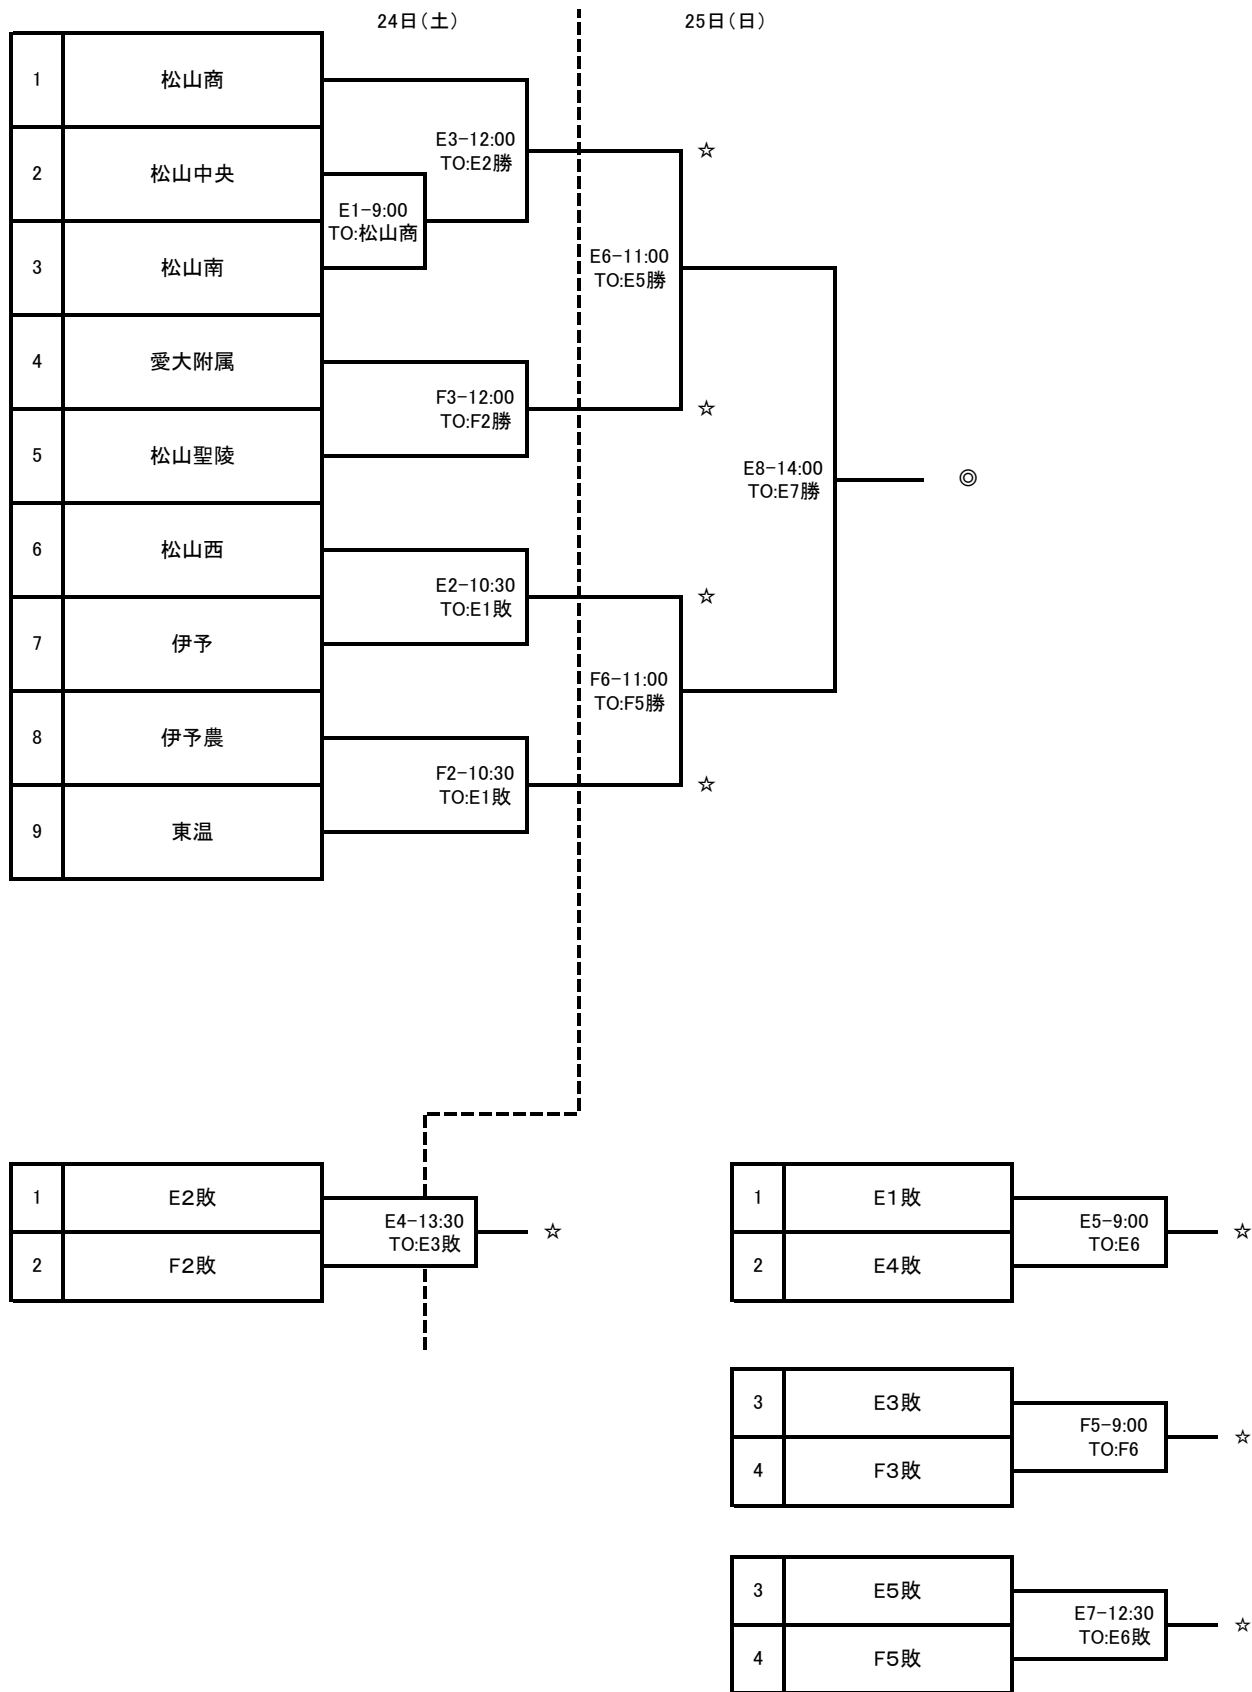 24日(土)
25日(日)
1
松山商
2
松山中央
3
松山南
4
愛大附属
5
松山聖陵
6
松山西
7
伊予
8
伊予農
9
東温
E1-9:00
TO:松山商
E3-12:00
TO:E2勝
F3-12:00
TO:F2勝
E2-10:30
TO:E1敗
F2-10:30
TO:E1敗
☆
E6-11:00
TO:E5勝
☆
☆
F6-11:00
TO:F5勝
☆
E8-14:00
TO:E7勝
◎
1
E2敗
2
F2敗
E4-13:30
TO:E3敗
☆
1
E1敗
2
E4敗
E5-9:00
TO:E6
☆
3
E3敗
4
F3敗
F5-9:00
TO:F6
☆
3
E5敗
4
F5敗
E7-12:30
TO:E6敗
☆